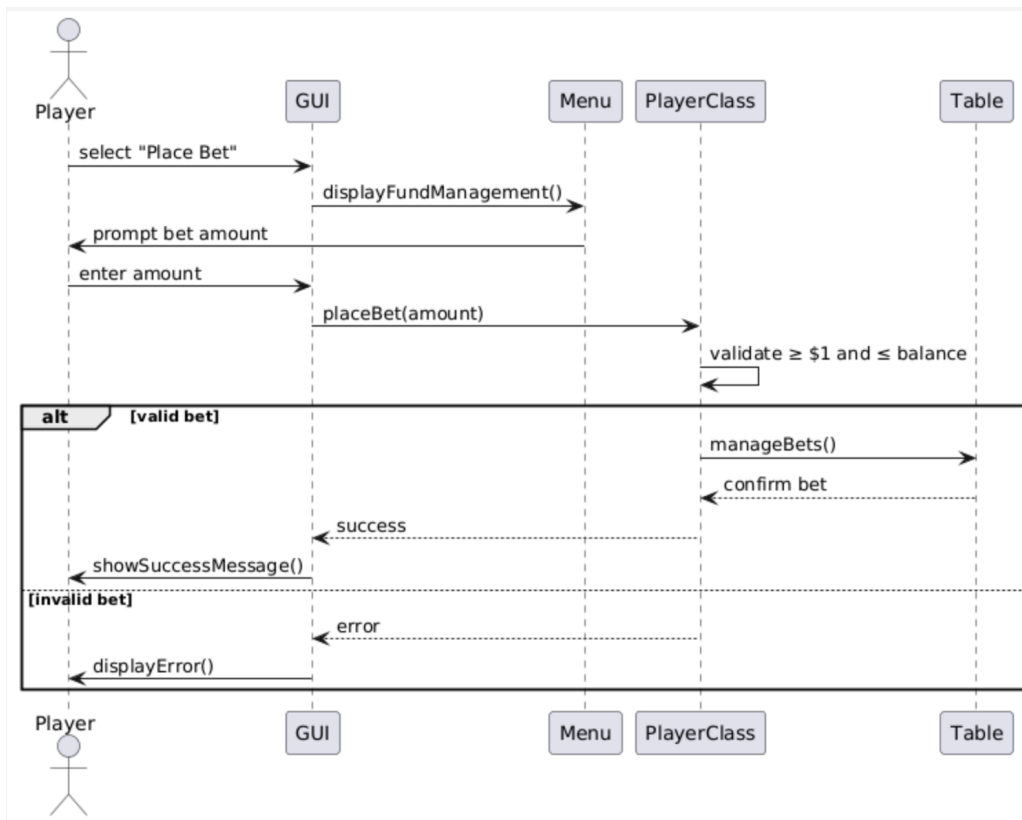 Player
GUI
Menu
PlayerClass
Table
select "Place Bet"
displayFundManagement()
prompt bet amount
enter amount
placeBet(amount)
validate ≥ $1 and ≤ balance
alt
[valid bet]
manageBets()
confirm bet
success
showSuccessMessage()
[invalid bet]
error
displayError()
Player
GUI
Menu
PlayerClass
Table